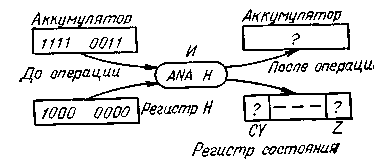 Аккумулятор
1111 0011
До операции
И
ANA H
1000 0000
Регистр H
Аккумулятор
?
После операции
? ?
CY Z
Регистр состояния